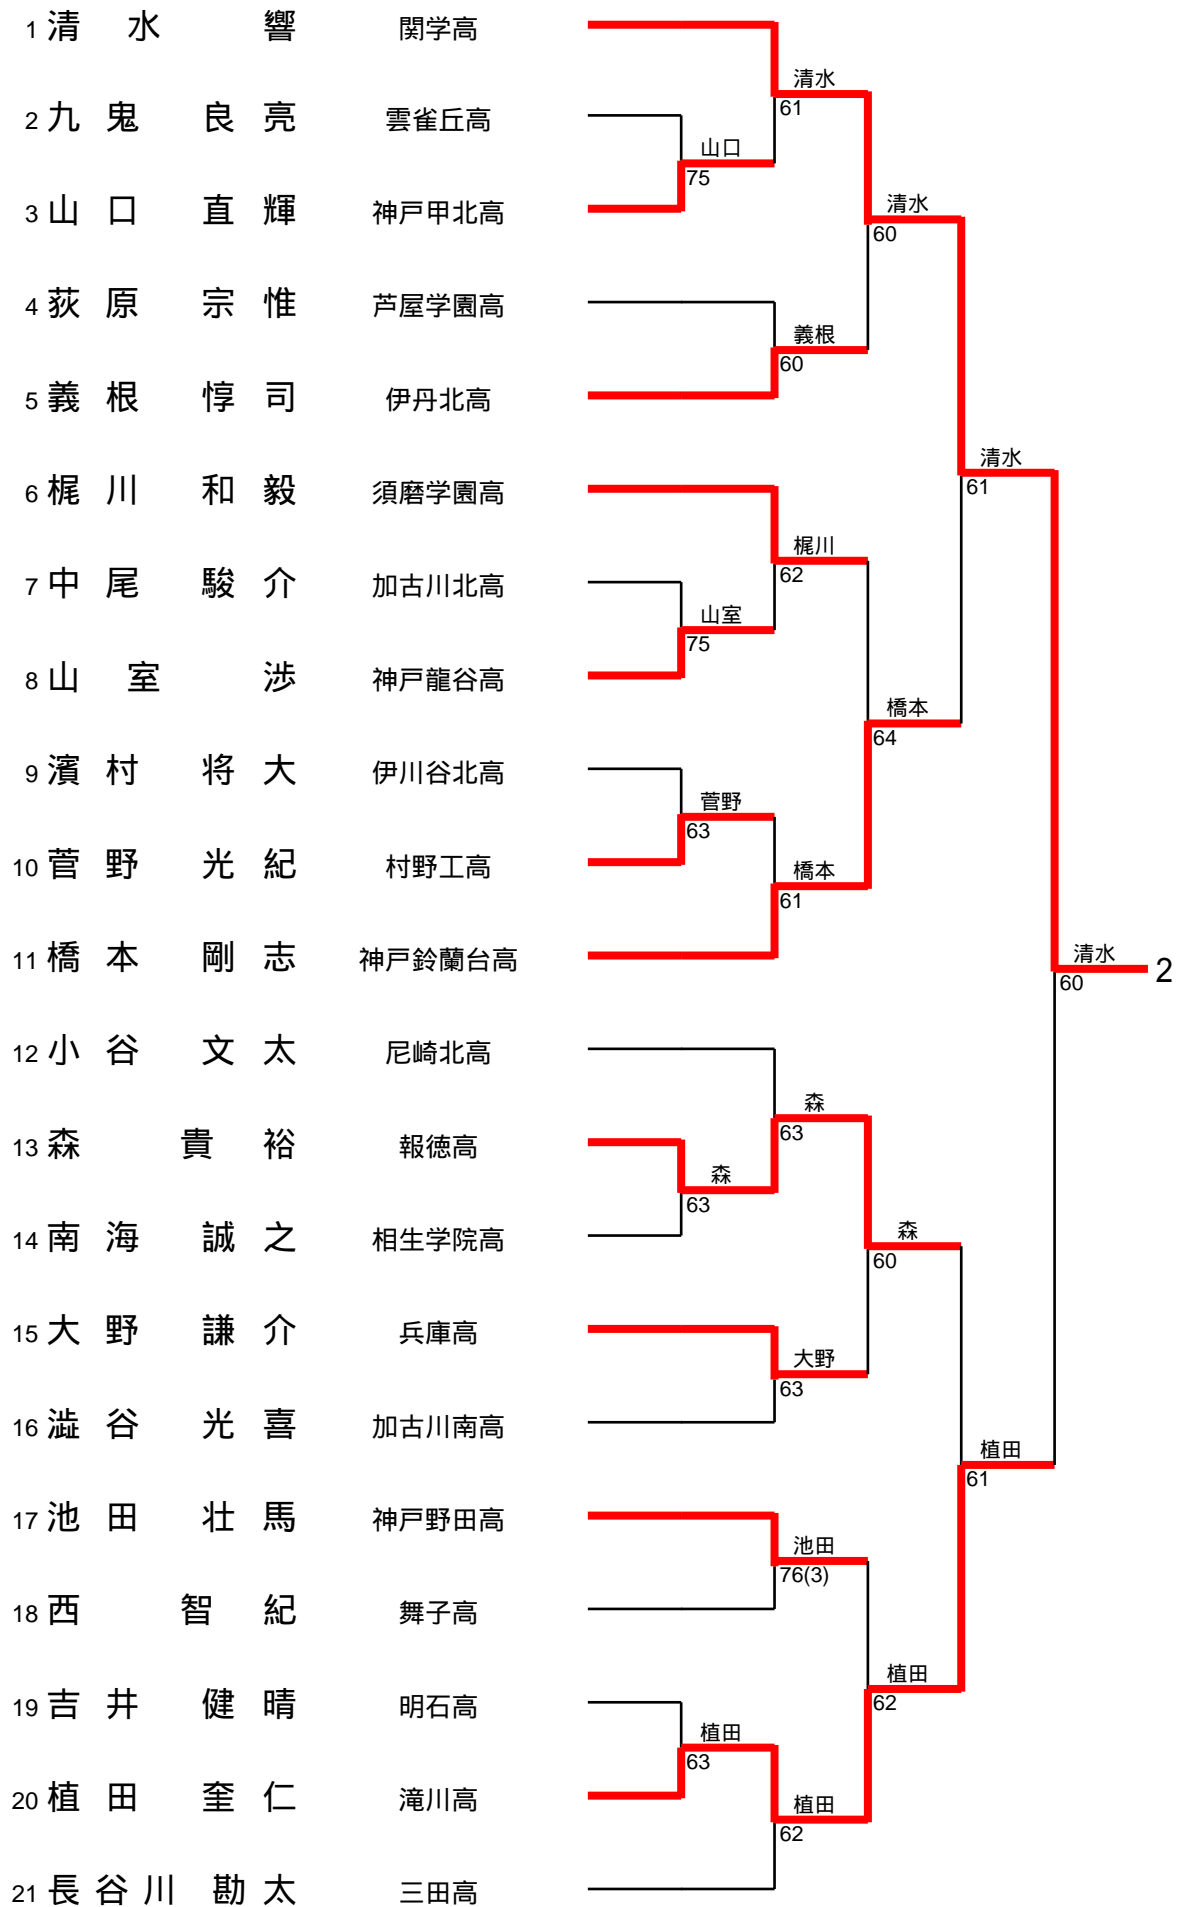 1 清水 響 関学高
清水
61
2 九鬼 良亮 雲雀丘高
山口
75
3 山口 直輝 神戸甲北高
清水
60
4 荻原 宗惟 芦屋学園高
義根
60
5 義根 惇司 伊丹北高
清水
61
6 梶川 和毅 須磨学園高
梶川
62
7 中尾 駿介 加古川北高
山室
75
8 山室 渉 神戸龍谷高
橋本
64
9 濱村 将大 伊川谷北高
菅野
63
10 菅野 光紀 村野工高
橋本
61
11 橋本 剛志 神戸鈴蘭台高
清水
60
2
12 小谷 文太 尼崎北高
森
63
13 森 貴裕 報徳高
森
63
14 南海 誠之 相生学院高
森
60
15 大野 謙介 兵庫高
大野
63
16 澁谷 光喜 加古川南高
植田
61
17 池田 壮馬 神戸野田高
池田
76(3)
18 西 智紀 舞子高
植田
62
19 吉井 健晴 明石高
植田
63
20 植田 奎仁 滝川高
植田
62
21 長谷川 勘太 三田高